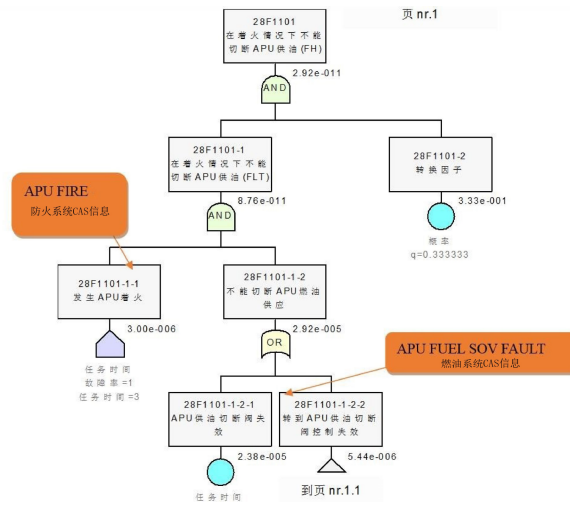 页 nr.1
28F1101
在着火情况下不能
切断APU供油(FH)
2.92e-011
AND
28F1101-1
在着火情况下不能
切断APU供油(FLT)
8.76e-011
28F1101-2
转换因子
3.33e-001
概率
q=0.333333
APU FIRE
防火系统CAS信息
AND
28F1101-1-1
发生APU着火
3.00e-006
任务时间
故障率=1
任务时间=3
28F1101-1-2
不能切断APU燃油
供应
2.92e-005
OR
APU FUEL SOV FAULT
燃油系统CAS信息
28F1101-1-2-1
APU供油切断阀失
效
2.38e-005
任务时间
28F1101-1-2-2
转到APU供油切断
阀控制失效
5.44e-006
到页 nr.1.1